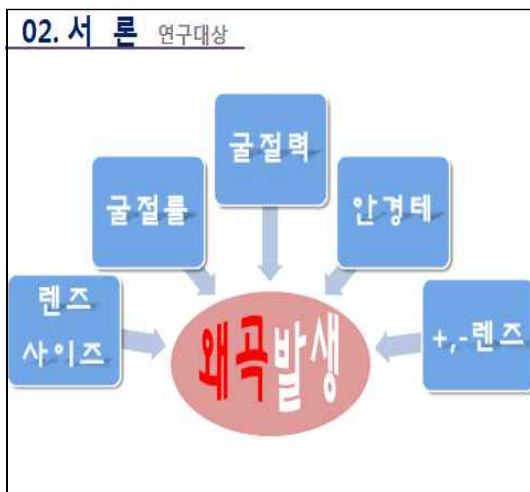 02. 서 론 연구대상
굴절력
굴절률
안경테
렌즈
사이즈
+,-렌즈
왜곡발생